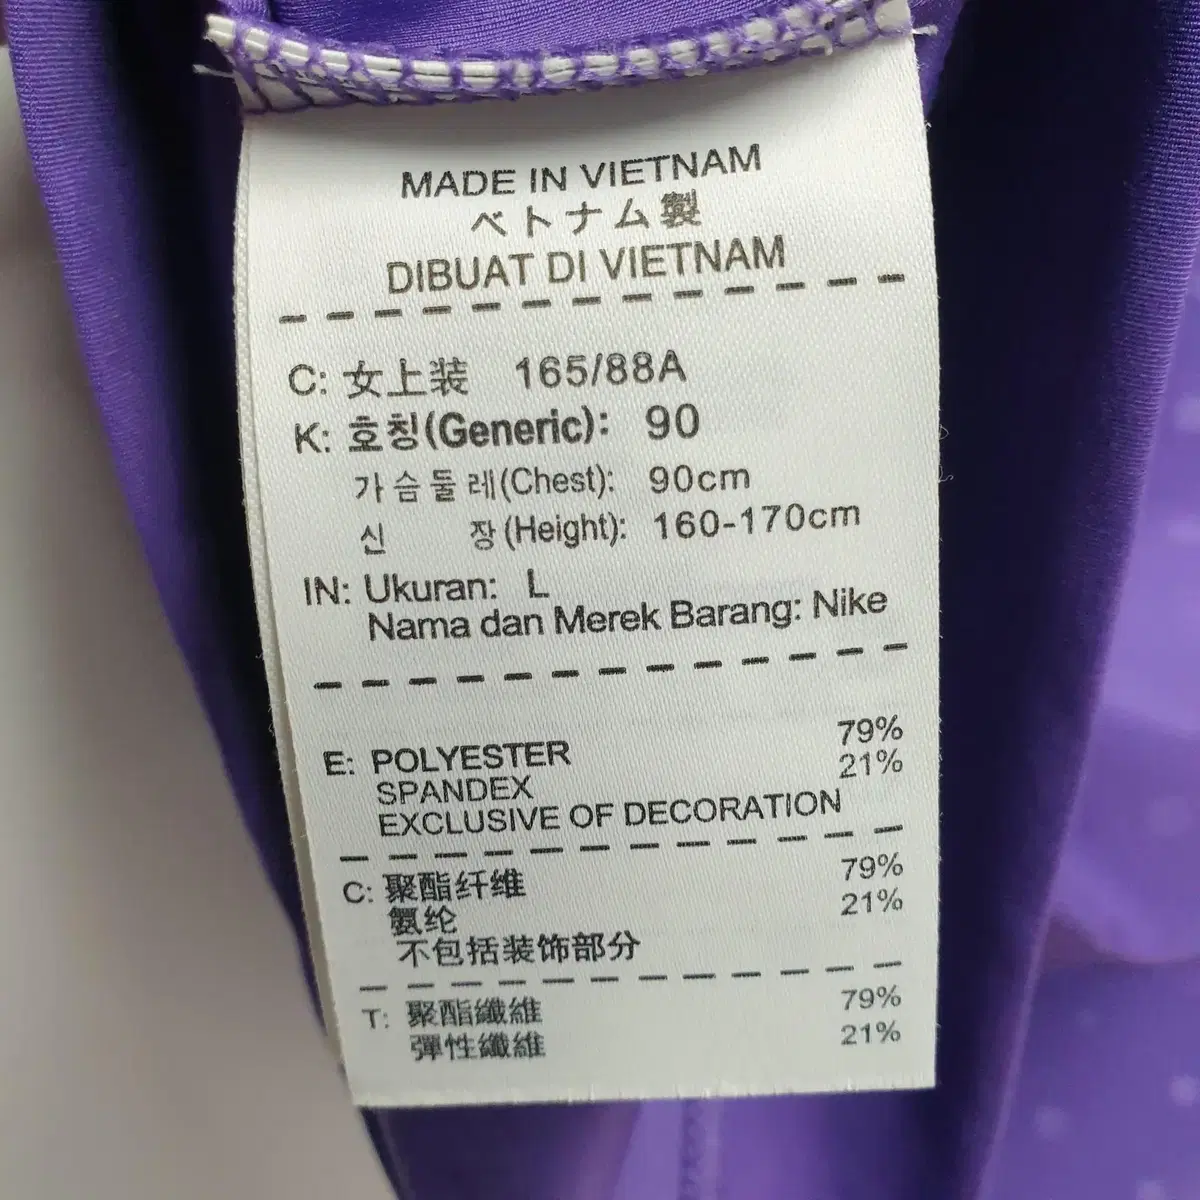 MADE IN VIETNAM
ベトナム製
DIBUAT DI VIETNAM
C: 女上装 165/88A
K: 호칭(Generic): 90
가슴둘레(Chest): 90cm
신 장(Height): 160-170cm
IN: Ukuran: L
Nama dan Merek Barang: Nike
E: POLYESTER 79%
SPANDEX 21%
EXCLUSIVE OF DECORATION
C: 聚酯纤维 79%
氨纶 21%
不包括装饰部分
T: 聚酯纖維 79%
彈性纖維 21%